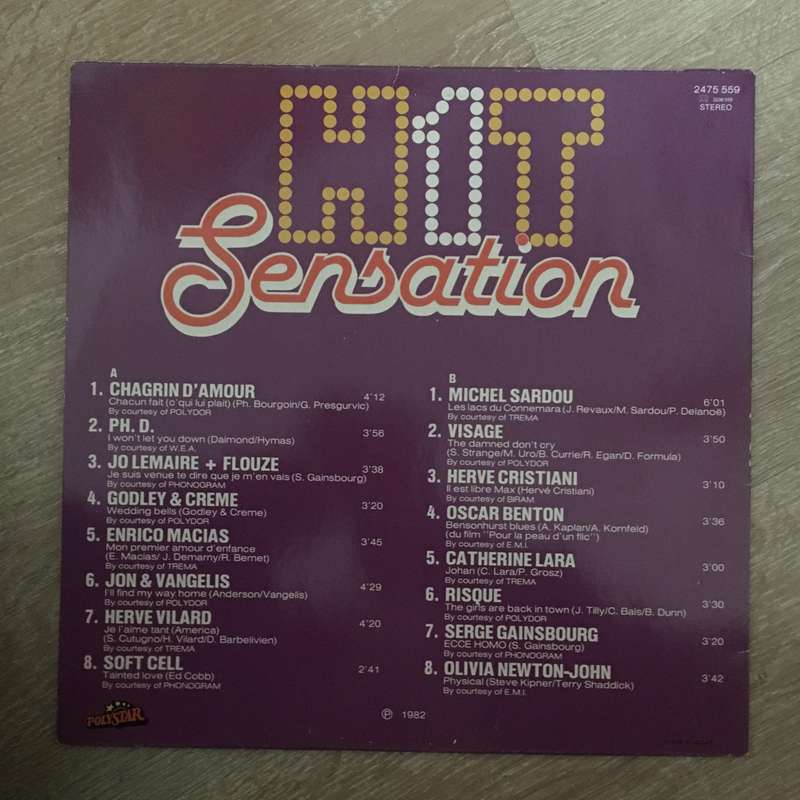 2475 559
STEREO
H1T
Sensation
A
1. CHAGRIN D'AMOUR
Chacun fait (c'qui lui plait) (Ph. Bourgoin/G. Presgurvic) 4'12
By courtesy of POLYDOR
2. PH. D.
I won't let you down (Daimond/Hymas) 3'56
By courtesy of W.E.A.
3. JO LEMAIRE + FLOUZE
Je suis venue te dire que je m'en vais (S. Gainsbourg) 3'38
By courtesy of PHONOGRAM
4. GODLEY & CREME
Wedding bells (Godley & Creme) 3'20
By courtesy of POLYDOR
5. ENRICO MACIAS
Mon premier amour d'enfance 3'45
(E. Macias/ J. Demarny/R. Bernet)
By courtesy of TREMA
6. JON & VANGELIS
I'll find my way home (Anderson/Vangelis) 4'29
By courtesy of POLYDOR
7. HERVE VILARD
Je t'aime tant (America) 4'20
(S. Cutugno/H. Vilard/D. Barbelivien)
By courtesy of TREMA
8. SOFT CELL
Tainted love (Ed Cobb) 2'41
By courtesy of PHONOGRAM
B
1. MICHEL SARDOU
Les lacs du Connemara (J. Revaux/M. Sardou/P. Delanoë) 6'01
By courtesy of TREMA
2. VISAGE
The damned don't cry 3'50
(S. Strange/M. Uro/B. Currie/R. Egan/D. Formula)
By courtesy of POLYDOR
3. HERVE CRISTIANI
Il est libre Max (Hervé Cristiani) 3'10
By courtesy of BIRAM
4. OSCAR BENTON
Bensonhurst blues (A. Kaplan/A. Kornfeld) 3'36
(du film "Pour la peau d'un flic")
By courtesy of E.M.I.
5. CATHERINE LARA
Johan (C. Lara/P. Grosz) 3'00
By courtesy of TREMA
6. RISQUE
The girls are back in town (J. Tilly/C. Bais/B. Dunn) 3'30
By courtesy of POLYDOR
7. SERGE GAINSBOURG
ECCE HOMO (S. Gainsbourg) 3'20
By courtesy of PHONOGRAM
8. OLIVIA NEWTON-JOHN
Physical (Steve Kipner/Terry Shaddick) 3'42
By courtesy of E.M.I.
POLYSTAR
℗ 1982